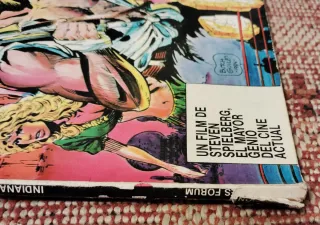 UN FILM DE
STEVEN
SPIELBERG,
EL MAYOR
GENIO
DEL CINE
ACTUAL
FORUM
INDIANA